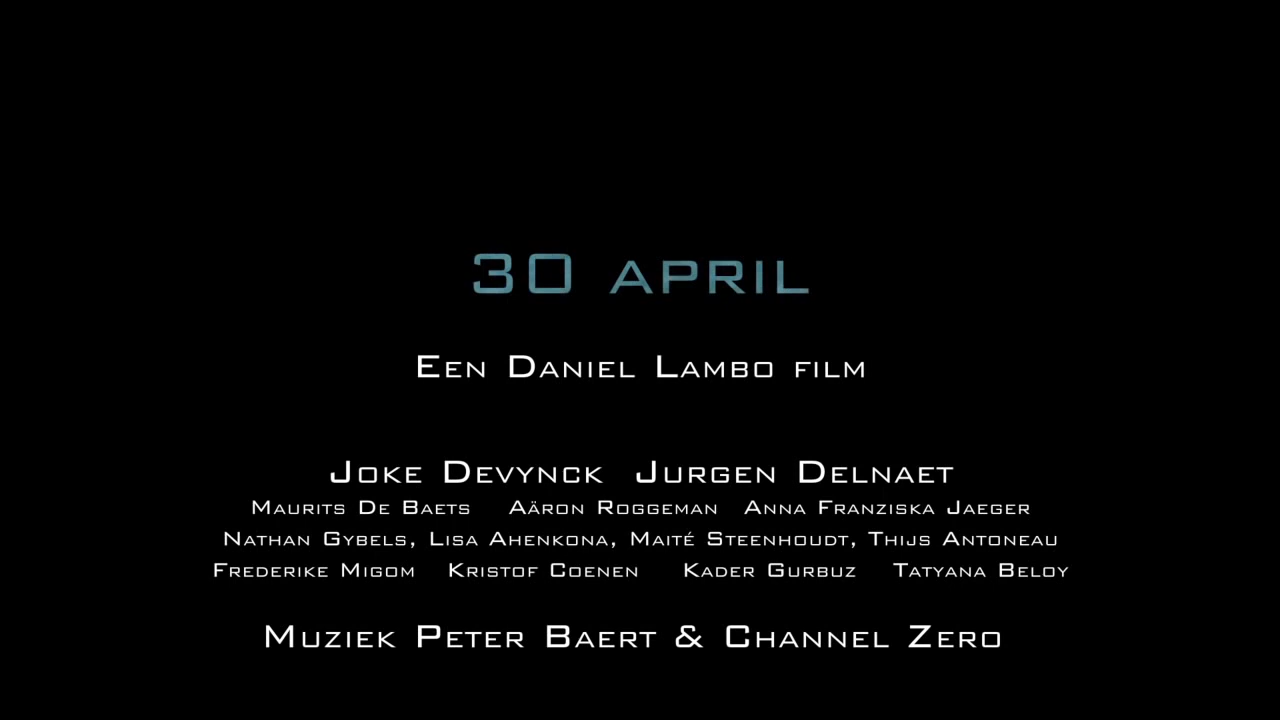 30 APRIL
EEN DANIEL LAMBO FILM
JOKE DEVYNCK JURGEN DELNAET
MAURITS DE BAETS AÄRON ROGGEMAN ANNA FRANZISKA JAEGER
NATHAN GYBELS, LISA AHENKONA, MAITÉ STEENHOUDT, THIJS ANTONEAU
FREDERIKE MIGOM KRISTOF COENEN KADER GURBUZ TATYANA BELOY
MUZIEK PETER BAERT & CHANNEL ZERO